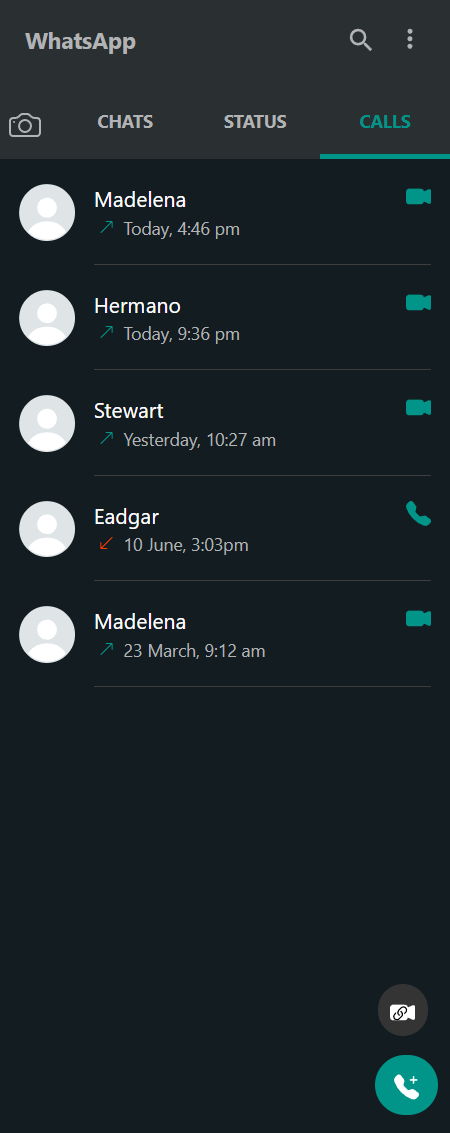 WhatsApp
CHATS STATUS CALLS
Madelena
Today, 4:46 pm
Hermano
Today, 9:36 pm
Stewart
Yesterday, 10:27 am
Eadgar
10 June, 3:03pm
Madelena
23 March, 9:12 am